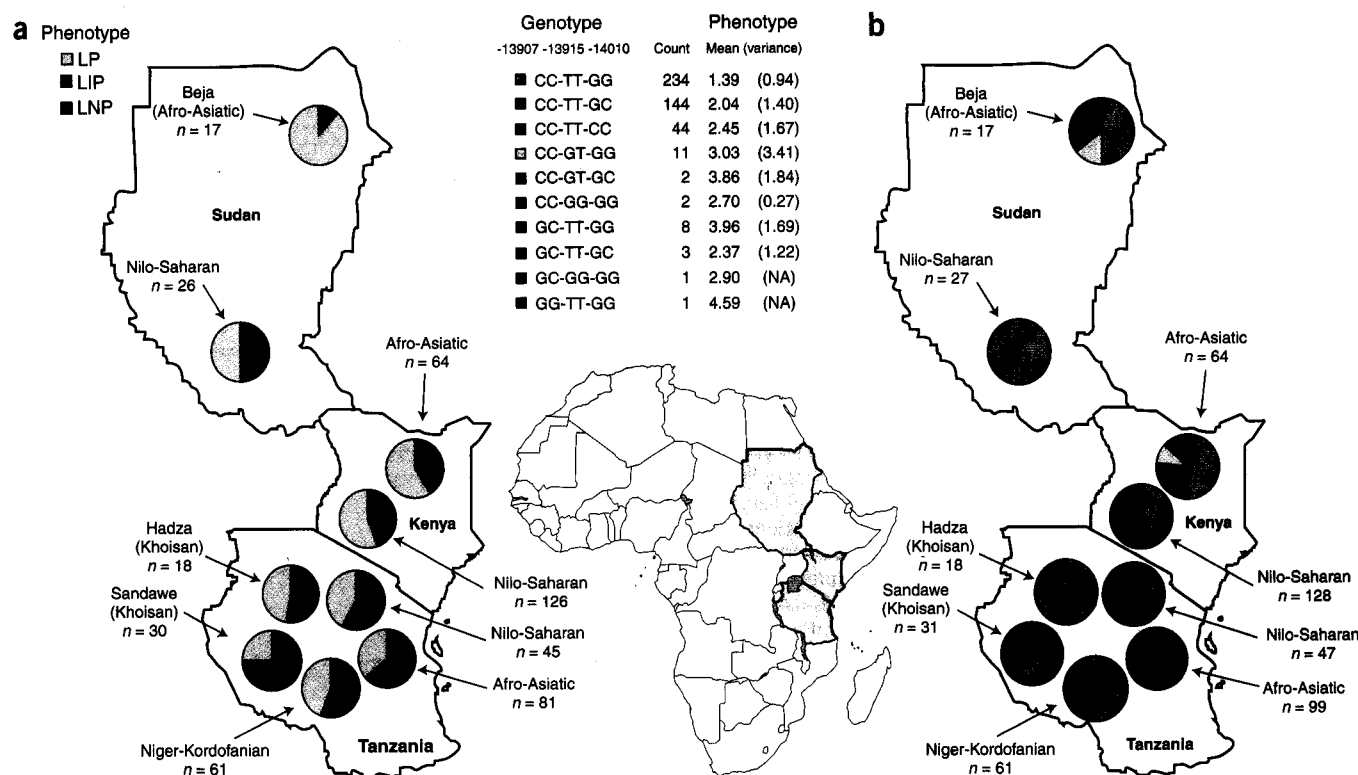 a
Phenotype
LP
LIP
LNP
Beja
(Afro-Asiatic)
n = 17
Sudan
Nilo-Saharan
n = 26
Afro-Asiatic
n = 64
Kenya
Hadza
(Khoisan)
n = 18
Sandawe
(Khoisan)
n = 30
Nilo-Saharan
n = 126
Nilo-Saharan
n = 45
Afro-Asiatic
n = 81
Niger-Kordofanian
n = 61
Tanzania
Genotype Phenotype
-13907 -13915 -14010 Count Mean (variance)
CC-TT-GG 234 1.39 (0.94)
CC-TT-GC 144 2.04 (1.40)
CC-TT-CC 44 2.45 (1.67)
CC-GT-GG 11 3.03 (3.41)
CC-GT-GC 2 3.86 (1.84)
CC-GG-GG 2 2.70 (0.27)
GC-TT-GG 8 3.96 (1.69)
GC-TT-GC 3 2.37 (1.22)
GC-GG-GG 1 2.90 (NA)
GG-TT-GG 1 4.59 (NA)
b
Beja
(Afro-Asiatic)
n = 17
Sudan
Nilo-Saharan
n = 27
Afro-Asiatic
n = 64
Kenya
Hadza
(Khoisan)
n = 18
Sandawe
(Khoisan)
n = 31
Nilo-Saharan
n = 128
Nilo-Saharan
n = 47
Afro-Asiatic
n = 99
Niger-Kordofanian
n = 61
Tanzania